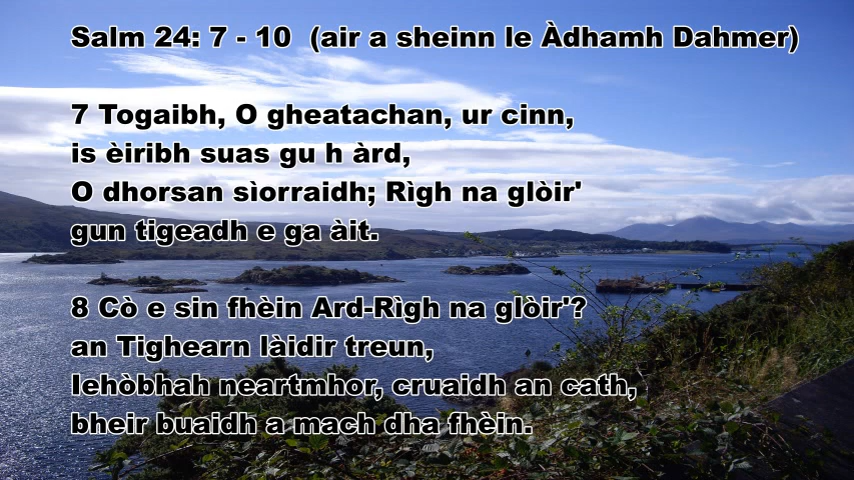 Salm 24: 7 - 10 (air a sheinn le Àdhamh Dahmer)
7 Togaibh, O gheatachan, ur cinn,
is èiribh suas gu h àrd,
O dhorsan sìorraidh; Rìgh na glòir'
gun tigeadh e ga àit.
8 Cò e sin fhèin Ard-Rìgh na glòir'?
an Tighearn làidir treun,
Iehòbhah neartmhor, cruaidh an cath,
bheir buaidh a mach dha fhèin.